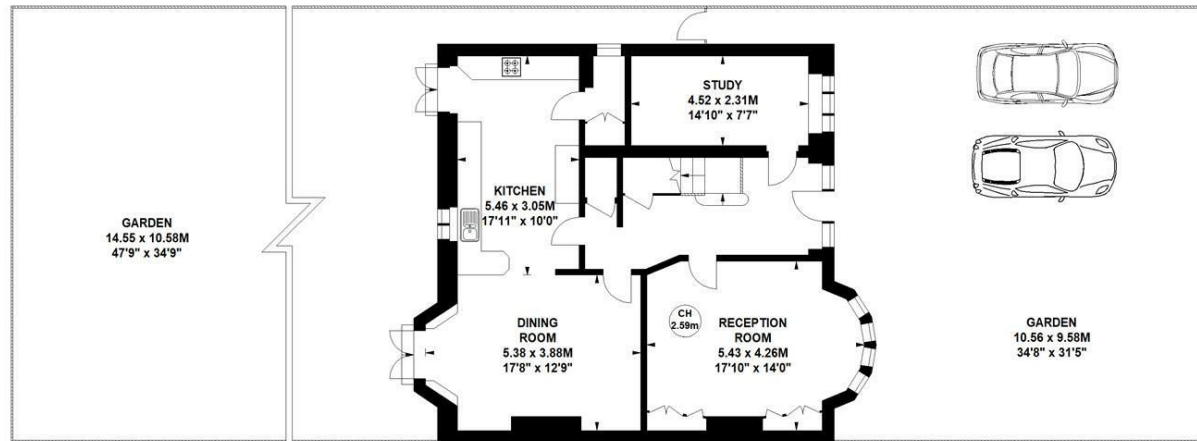 STUDY
4.52 x 2.31M
14'10" x 7'7"
KITCHEN
5.46 x 3.05M
17'11" x 10'0"
GARDEN
14.55 x 10.58M
47'9" x 34'9"
DINING
ROOM
5.38 x 3.88M
17'8" x 12'9"
CH
2.59m
RECEPTION
ROOM
5.43 x 4.26M
17'10" x 14'0"
GARDEN
10.56 x 9.58M
34'8" x 31'5"